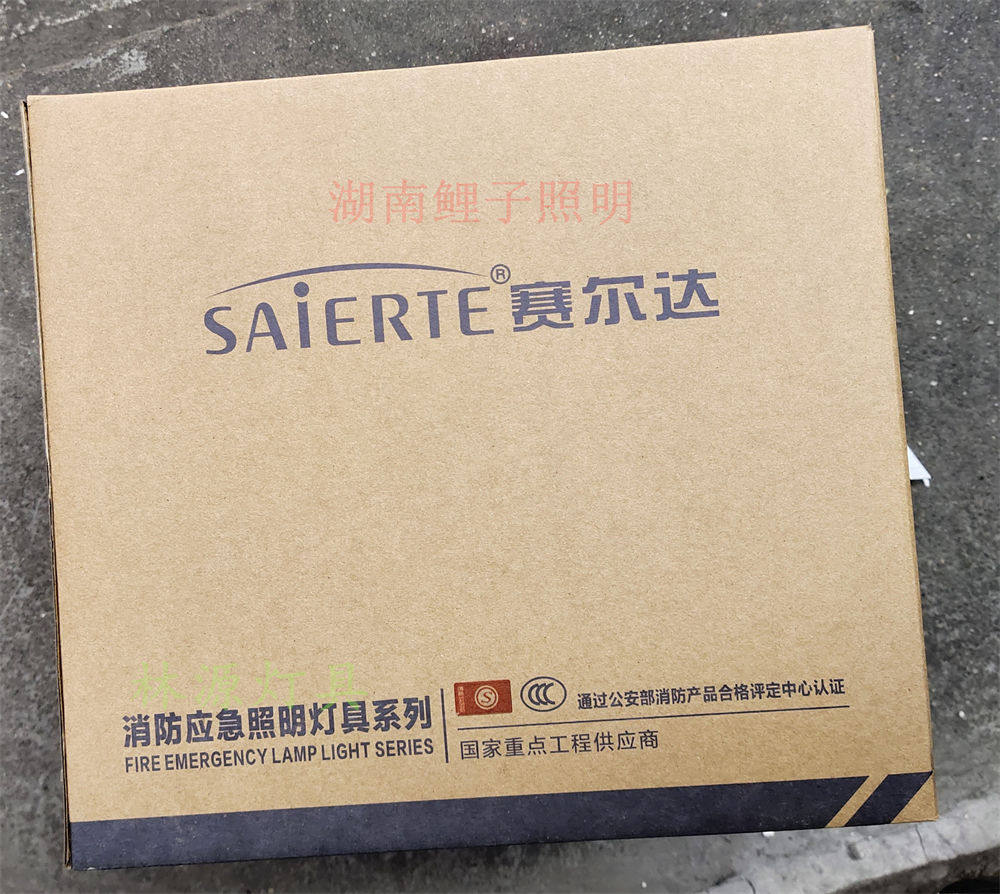 湖南鲤子照明
SAiERTE® 赛尔达
林源灯具
消防应急照明灯具系列
FIRE EMERGENCY LAMP LIGHT SERIES
通过公安部消防产品合格评定中心认证
国家重点工程供应商